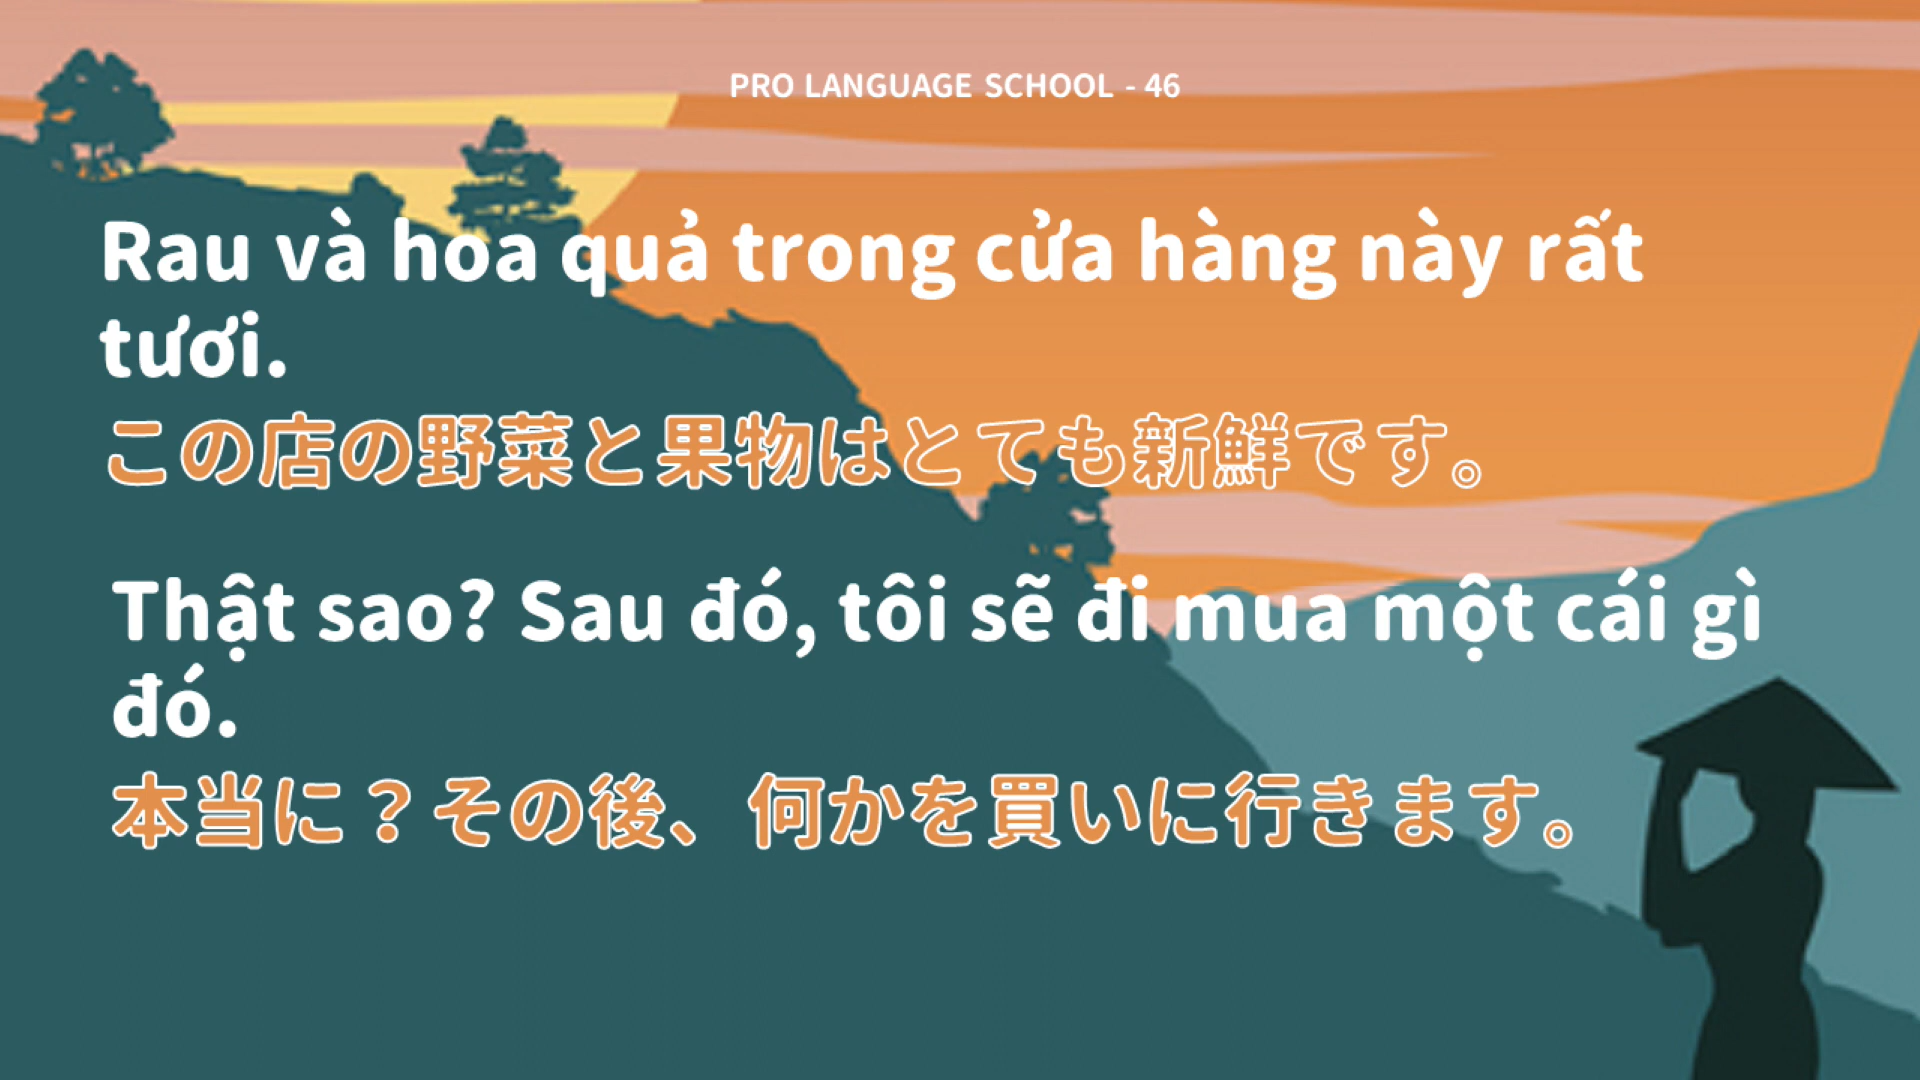 PRO LANGUAGE SCHOOL - 46
Rau và hoa quả trong cửa hàng này rất
tươi.
この店の野菜と果物はとても新鮮です。
Thật sao? Sau đó, tôi sẽ đi mua một cái gì
đó.
本当に？その後、何かを買いに行きます。